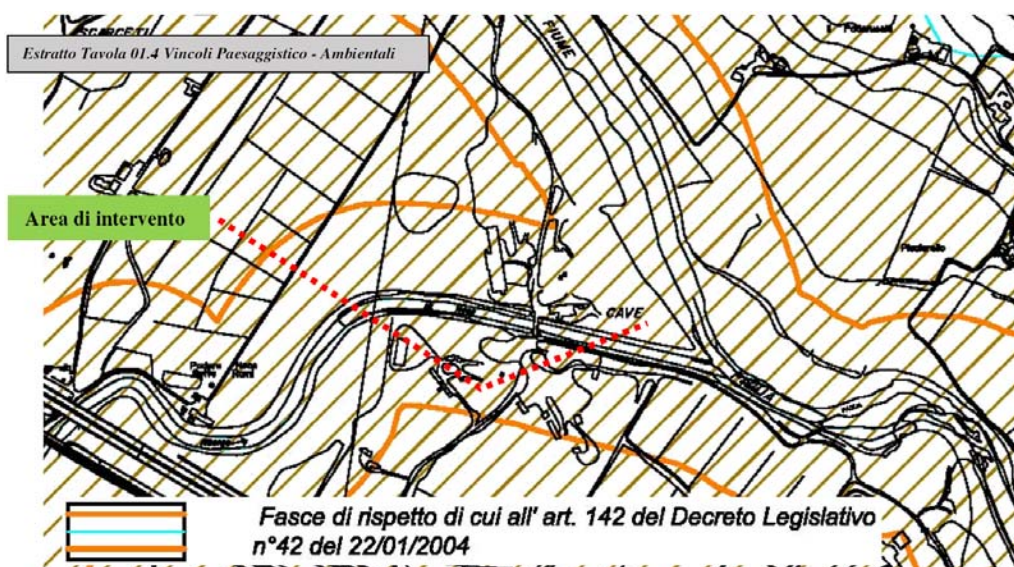 SCARCETI
Estratto Tavola 01.4 Vincoli Paesaggistico - Ambientali
FIUME
Area di intervento
CAVE
Fasce di rispetto di cui all' art. 142 del Decreto Legislativo
n°42 del 22/01/2004